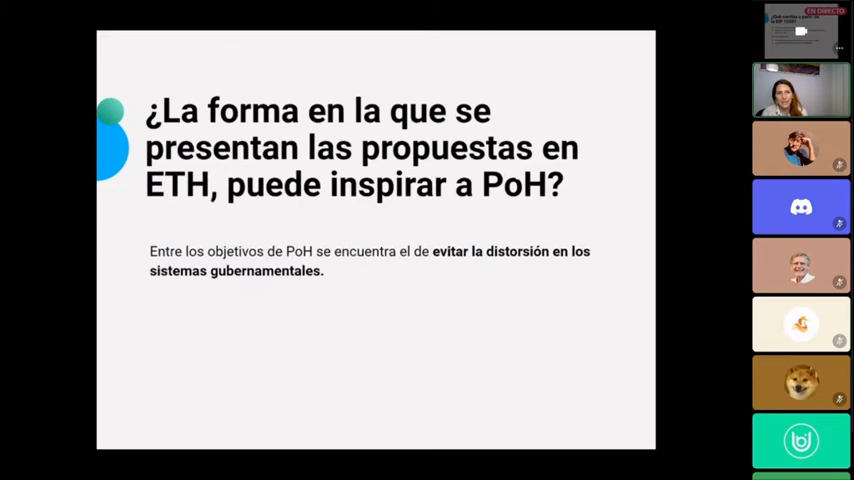 ¿La forma en la que se
presentan las propuestas en
ETH, puede inspirar a PoH?
Entre los objetivos de PoH se encuentra el de evitar la distorsión en los
sistemas gubernamentales.
EN DIRECTO